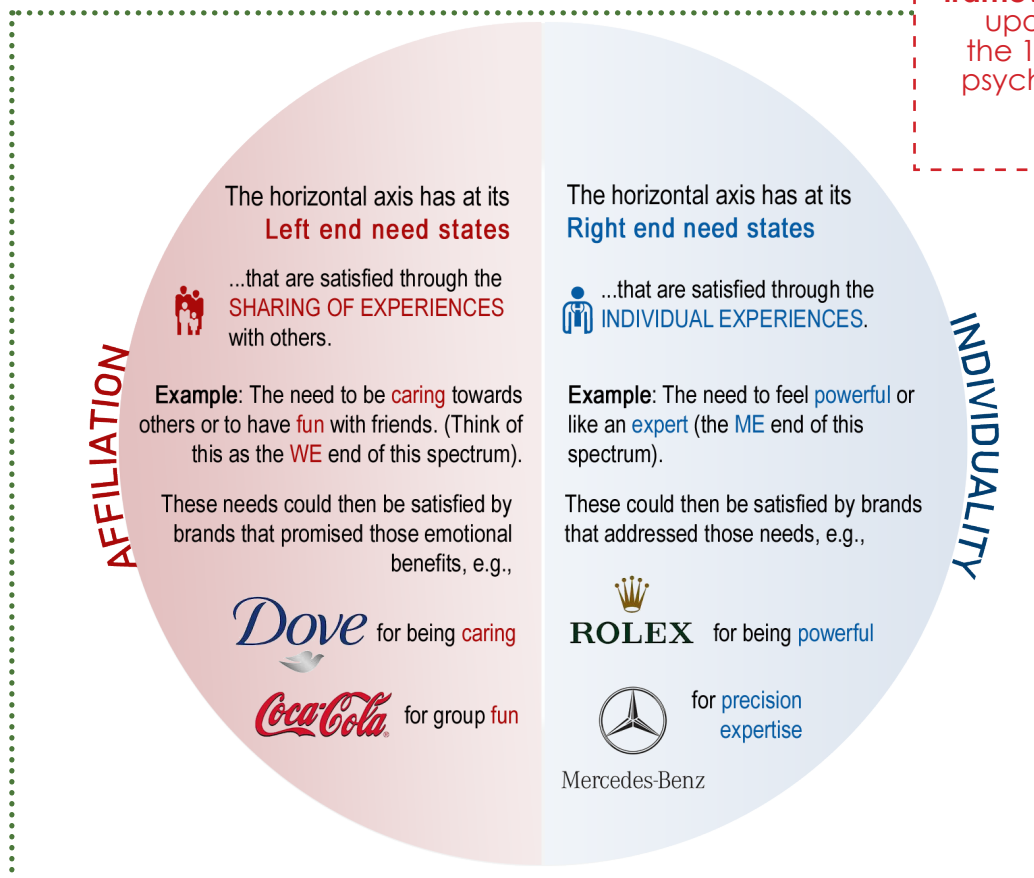 upd
the 1
psych
The horizontal axis has at its
Left end need states
...that are satisfied through the
SHARING OF EXPERIENCES
with others.
Example: The need to be caring towards
others or to have fun with friends. (Think of
this as the WE end of this spectrum).
These needs could then be satisfied by
brands that promised those emotional
benefits, e.g.,
Dove for being caring
Coca-Cola® for group fun
AFFILIATION
The horizontal axis has at its
Right end need states
...that are satisfied through the
INDIVIDUAL EXPERIENCES.
Example: The need to feel powerful or
like an expert (the ME end of this
spectrum).
These could then be satisfied by brands
that addressed those needs, e.g.,
ROLEX for being powerful
for precision
expertise
Mercedes-Benz
INDIVIDUALITY